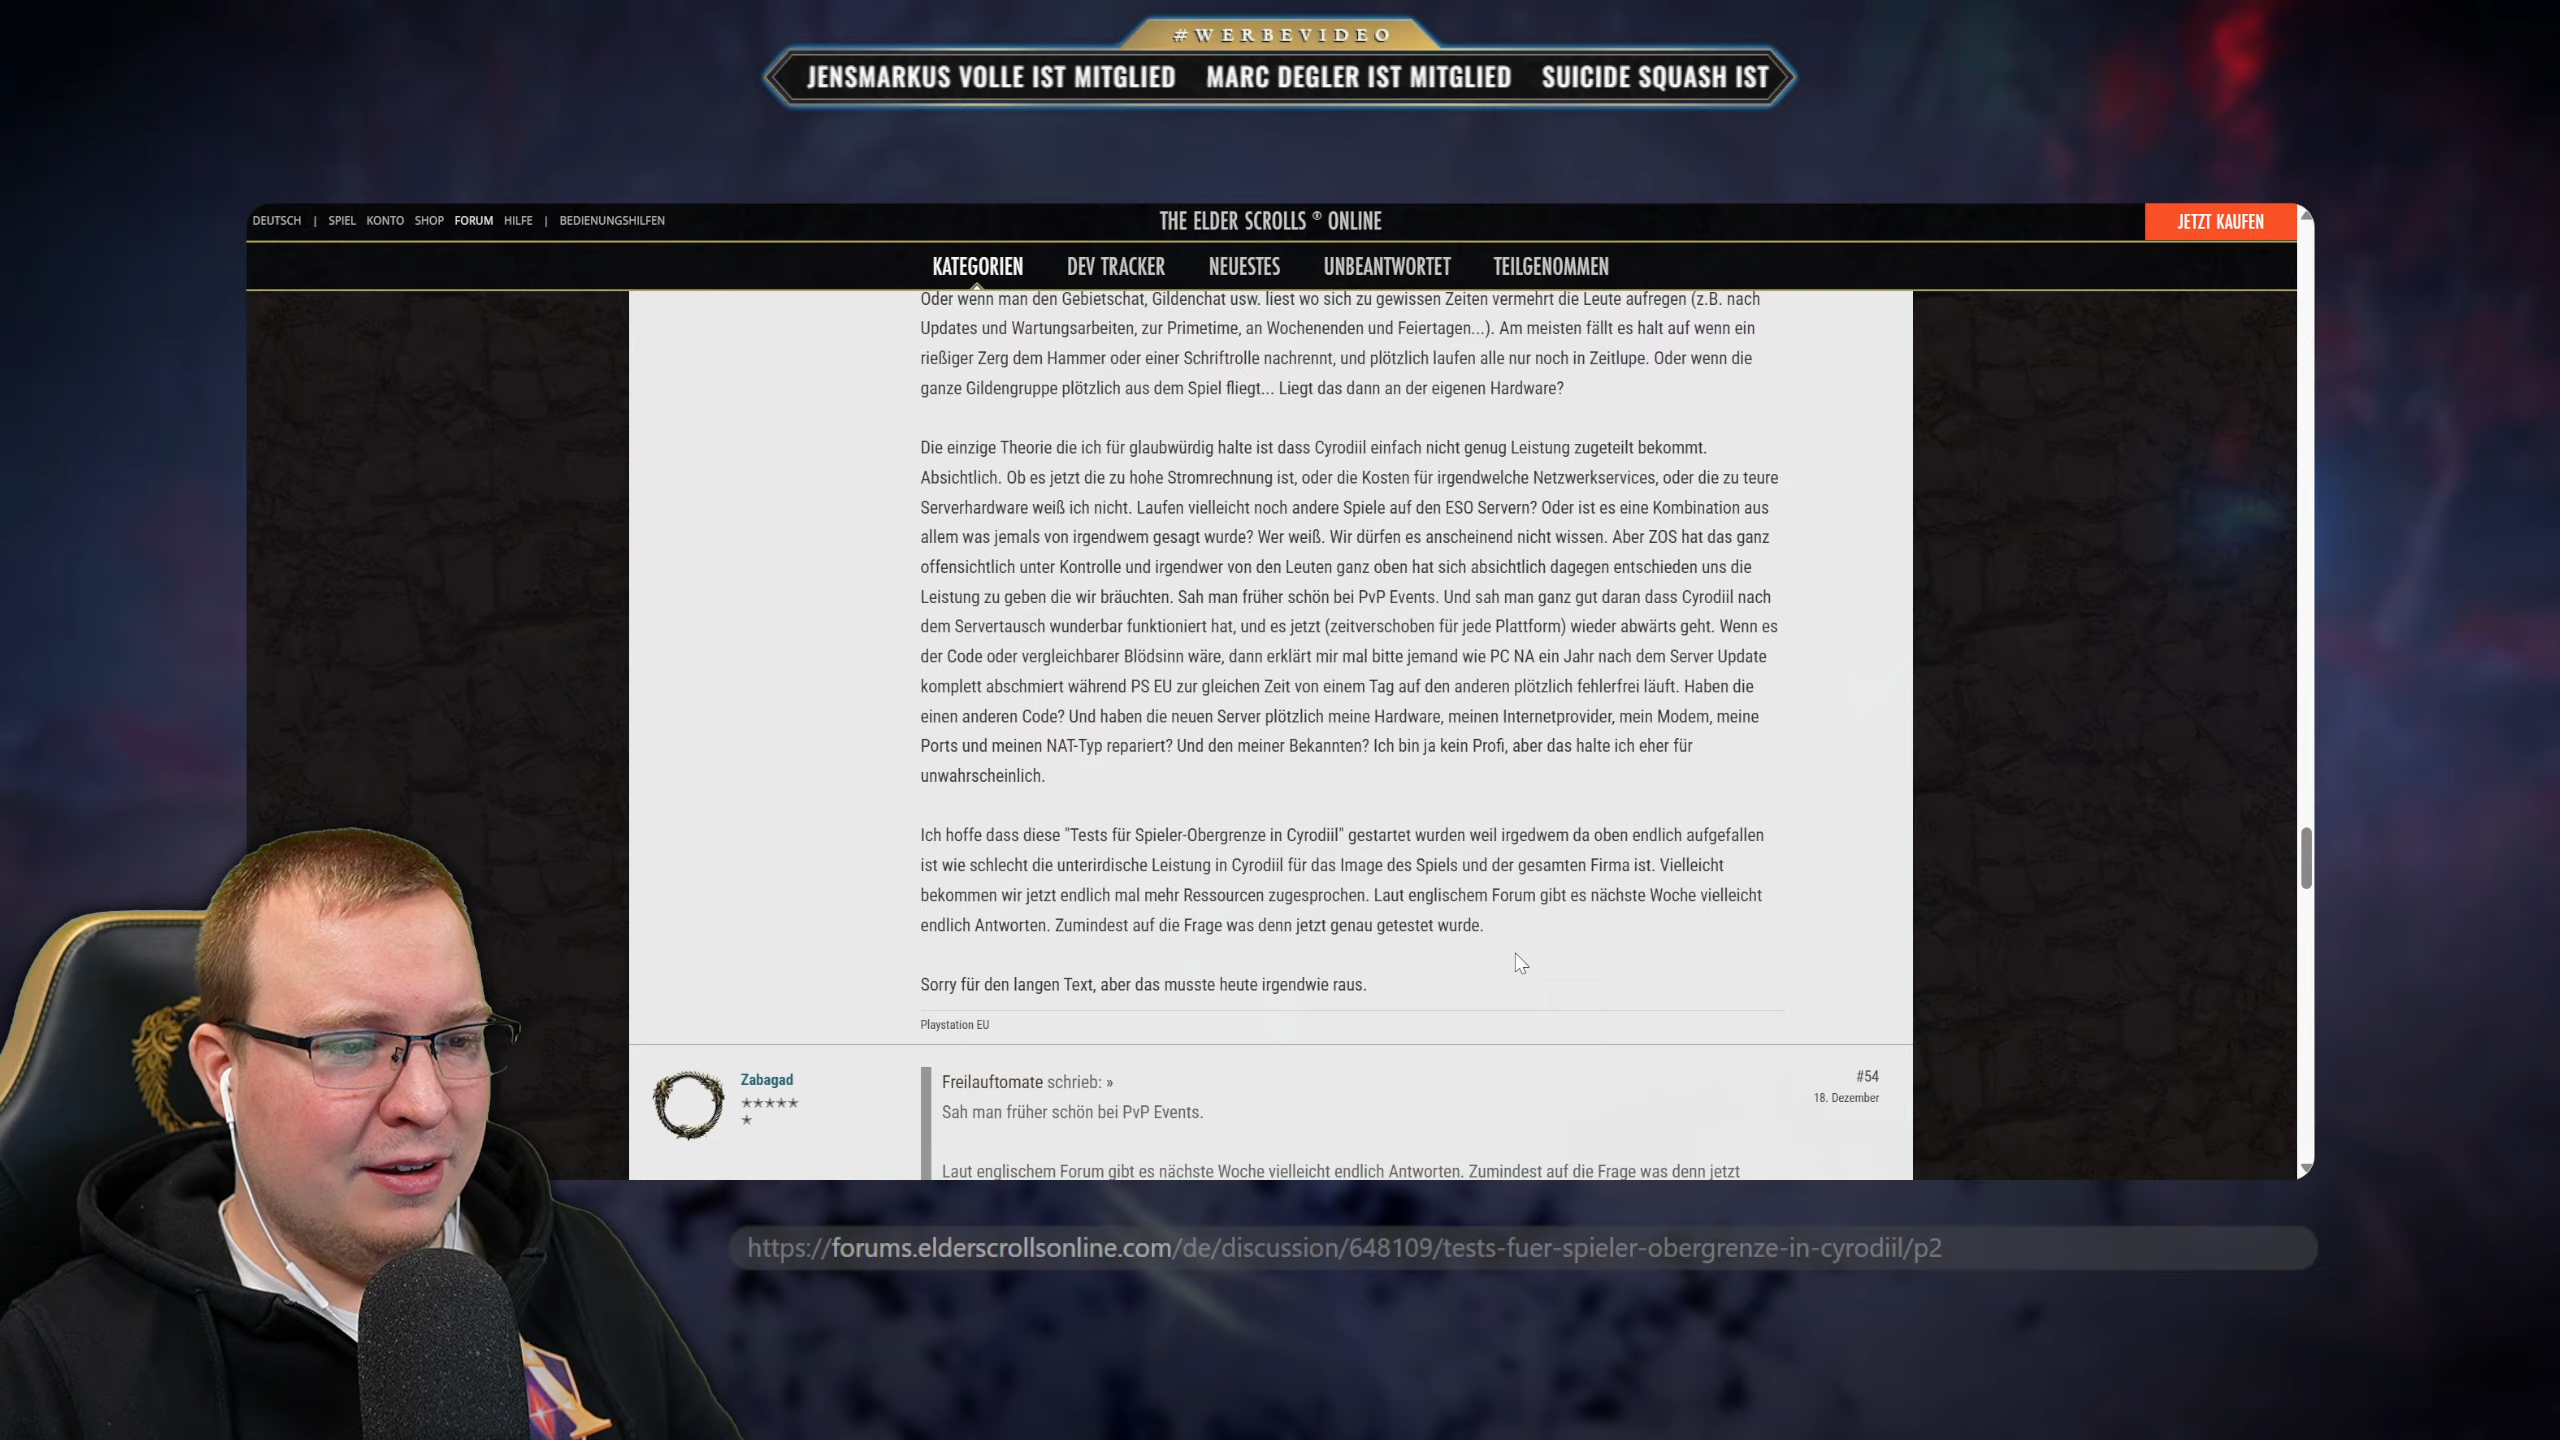 #WERBEVIDEO
JENSMARKUS VOLLE IST MITGLIED MARC DEGLER IST MITGLIED SUICIDE SQUASH IST
DEUTSCH | SPIEL KONTO SHOP FORUM HILFE | BEDIENUNGSHILFEN
THE ELDER SCROLLS ® ONLINE
JETZT KAUFEN
KATEGORIEN DEV TRACKER NEUESTES UNBEANTWORTET TEILGENOMMEN
Oder wenn man den Gebietschat, Gildenchat usw. liest wo sich zu gewissen Zeiten vermehrt die Leute aufregen (z.B. nach
Updates und Wartungsarbeiten, zur Primetime, an Wochenenden und Feiertagen...). Am meisten fällt es halt auf wenn ein
rießiger Zerg dem Hammer oder einer Schriftrolle nachrennt, und plötzlich laufen alle nur noch in Zeitlupe. Oder wenn die
ganze Gildengruppe plötzlich aus dem Spiel fliegt... Liegt das dann an der eigenen Hardware?
Die einzige Theorie die ich für glaubwürdig halte ist dass Cyrodiil einfach nicht genug Leistung zugeteilt bekommt.
Absichtlich. Ob es jetzt die zu hohe Stromrechnung ist, oder die Kosten für irgendwelche Netzwerkservices, oder die zu teure
Serverhardware weiß ich nicht. Laufen vielleicht noch andere Spiele auf den ESO Servern? Oder ist es eine Kombination aus
allem was jemals von irgendwem gesagt wurde? Wer weiß. Wir dürfen es anscheinend nicht wissen. Aber ZOS hat das ganz
offensichtlich unter Kontrolle und irgendwer von den Leuten ganz oben hat sich absichtlich dagegen entschieden uns die
Leistung zu geben die wir bräuchten. Sah man früher schön bei PvP Events. Und sah man ganz gut daran dass Cyrodiil nach
dem Servertausch wunderbar funktioniert hat, und es jetzt (zeitverschoben für jede Plattform) wieder abwärts geht. Wenn es
der Code oder vergleichbarer Blödsinn wäre, dann erklärt mir mal bitte jemand wie PC NA ein Jahr nach dem Server Update
komplett abschmiert während PS EU zur gleichen Zeit von einem Tag auf den anderen plötzlich fehlerfrei läuft. Haben die
einen anderen Code? Und haben die neuen Server plötzlich meine Hardware, meinen Internetprovider, mein Modem, meine
Ports und meinen NAT-Typ repariert? Und den meiner Bekannten? Ich bin ja kein Profi, aber das halte ich eher für
unwahrscheinlich.
Ich hoffe dass diese "Tests für Spieler-Obergrenze in Cyrodiil" gestartet wurden weil irgedwem da oben endlich aufgefallen
ist wie schlecht die unterirdische Leistung in Cyrodiil für das Image des Spiels und der gesamten Firma ist. Vielleicht
bekommen wir jetzt endlich mal mehr Ressourcen zugesprochen. Laut englischem Forum gibt es nächste Woche vielleicht
endlich Antworten. Zumindest auf die Frage was denn jetzt genau getestet wurde.
Sorry für den langen Text, aber das musste heute irgendwie raus.
Playstation EU
Zabagad
Freilauftomate schrieb: »
Sah man früher schön bei PvP Events.
Laut englischem Forum gibt es nächste Woche vielleicht endlich Antworten. Zumindest auf die Frage was denn jetzt
#54
18. Dezember
https://forums.elderscrollsonline.com/de/discussion/648109/tests-fuer-spieler-obergrenze-in-cyrodiil/p2